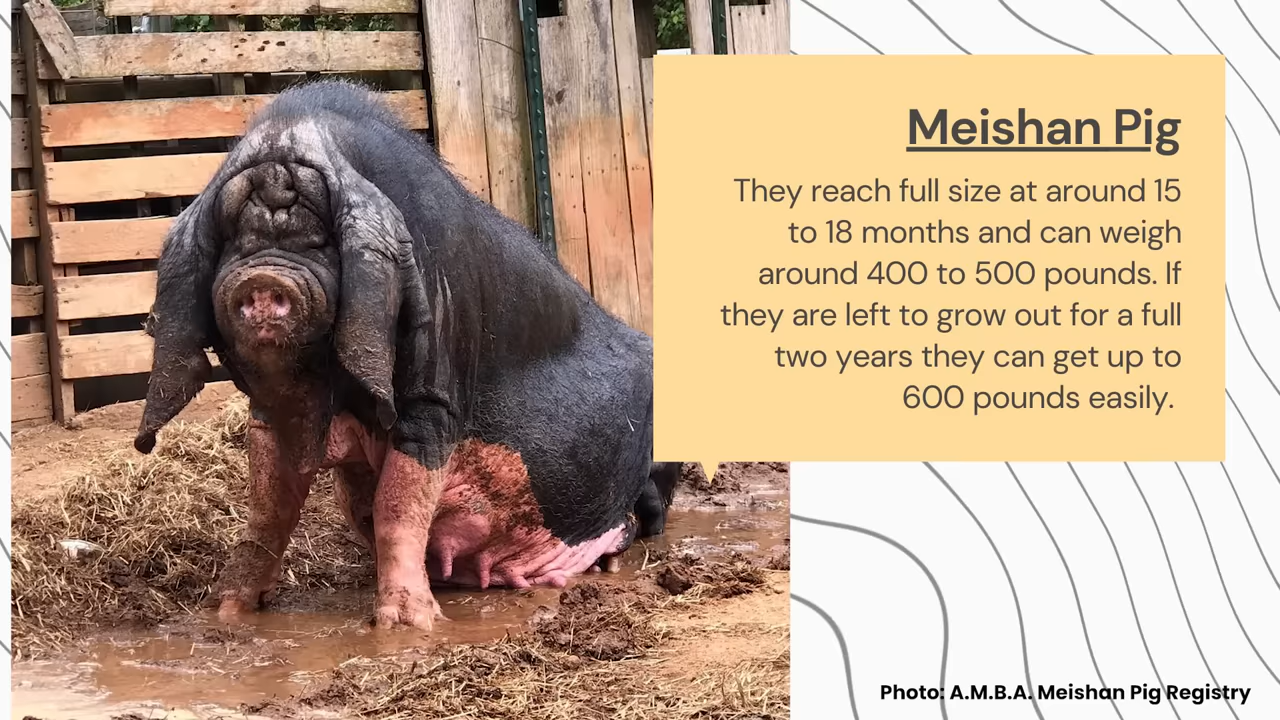 Meishan Pig
They reach full size at around 15
to 18 months and can weigh
around 400 to 500 pounds. If
they are left to grow out for a full
two years they can get up to
600 pounds easily.
Photo: A.M.B.A. Meishan Pig Registry